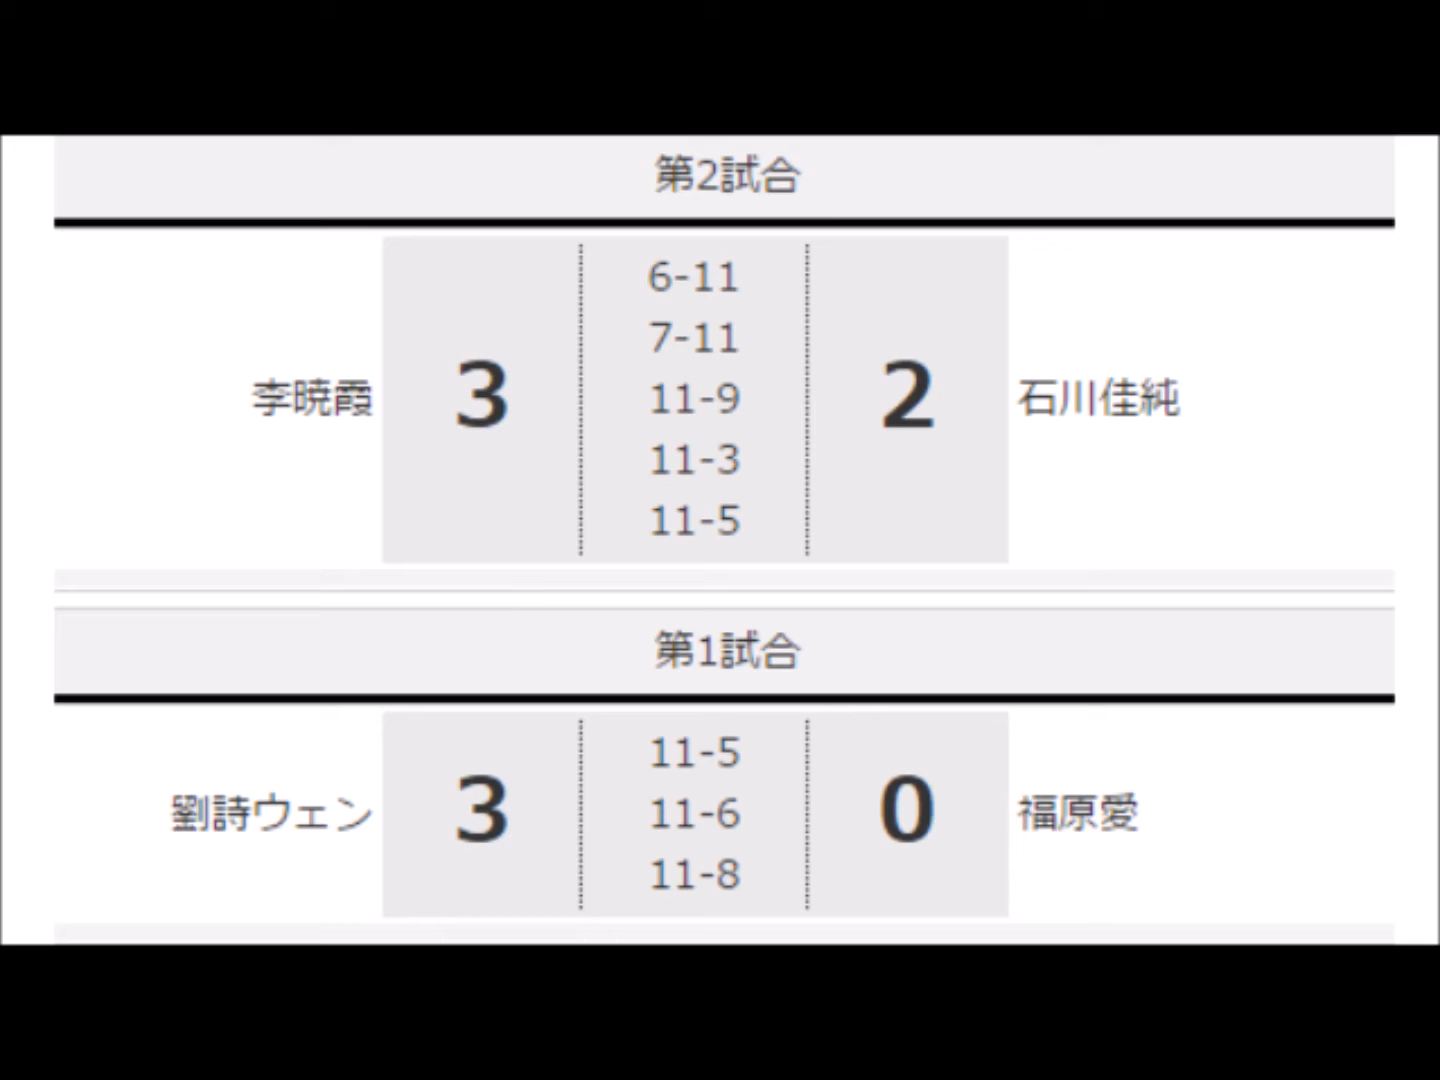 第2試合
李暁霞
3
6-11
7-11
11-9
11-3
11-5
2
石川佳純
第1試合
劉詩ウェン
3
11-5
11-6
11-8
0
福原愛